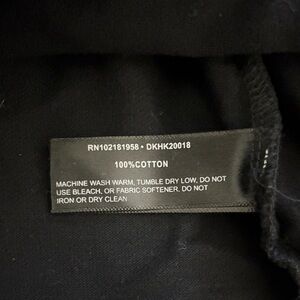 RN102181958 • DKHK20018
100%COTTON
MACHINE WASH WARM, TUMBLE DRY LOW, DO NOT
USE BLEACH, OR FABRIC SOFTENER, DO NOT
IRON OR DRY CLEAN